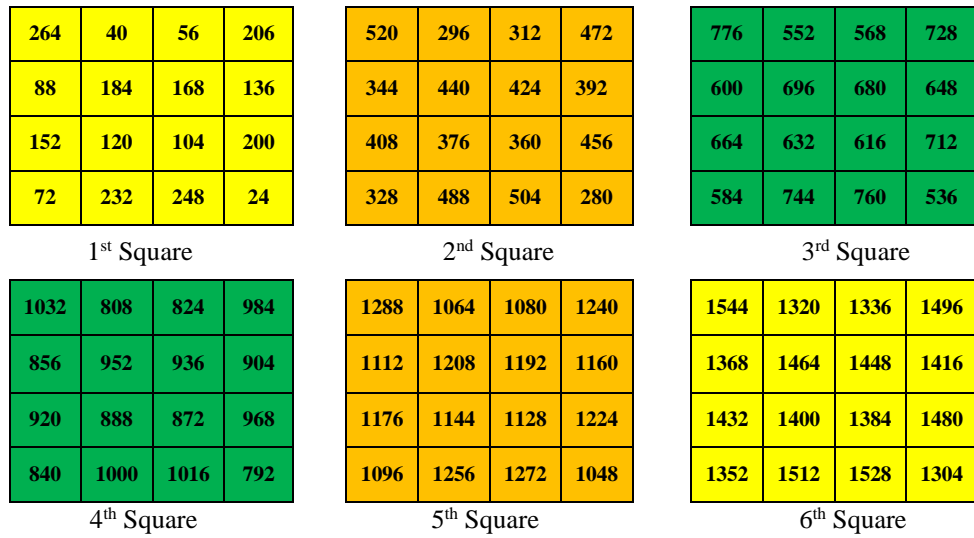 264 40 56 206 520 296 312 472 776 552 568 728
88 184 168 136 344 440 424 392 600 696 680 648
152 120 104 200 408 376 360 456 664 632 616 712
72 232 248 24 328 488 504 280 584 744 760 536
1st Square 2nd Square 3rd Square
1032 808 824 984 1288 1064 1080 1240 1544 1320 1336 1496
856 952 936 904 1112 1208 1192 1160 1368 1464 1448 1416
920 888 872 968 1176 1144 1128 1224 1432 1400 1384 1480
840 1000 1016 792 1096 1256 1272 1048 1352 1512 1528 1304
4th Square 5th Square 6th Square